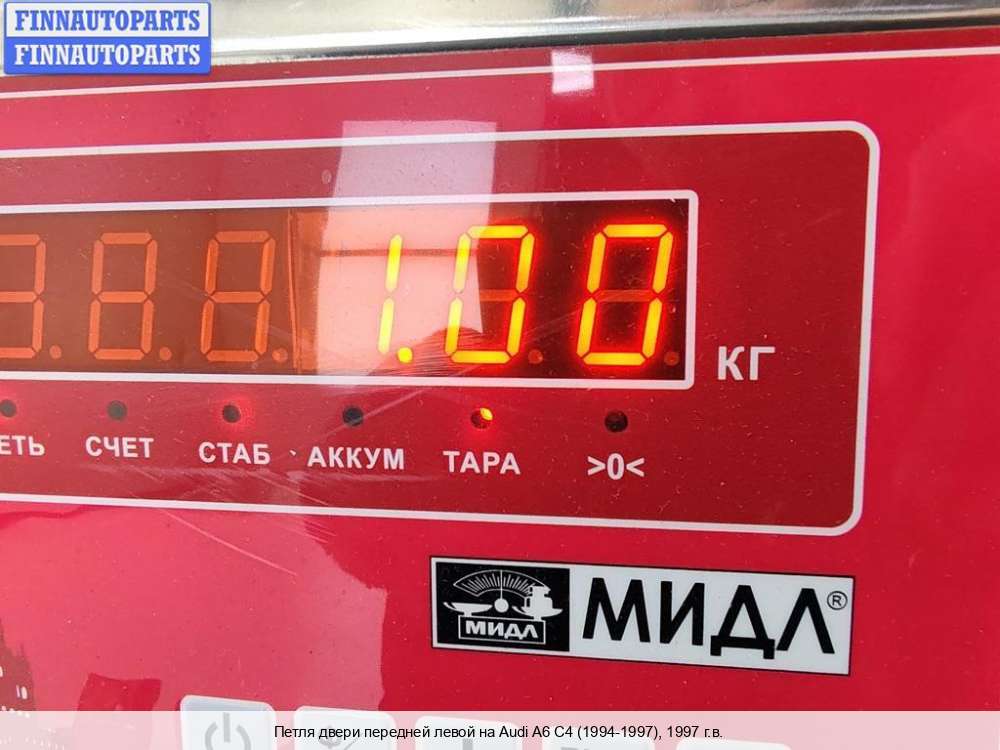 FINNAUTOPARTS
FINNAUTOPARTS
1.00
КГ
СЧЕТ СТАБ АККУМ ТАРА >0<
МИДЛ МИДЛ®
Петля двери передней левой на Audi A6 C4 (1994-1997), 1997 г.в.